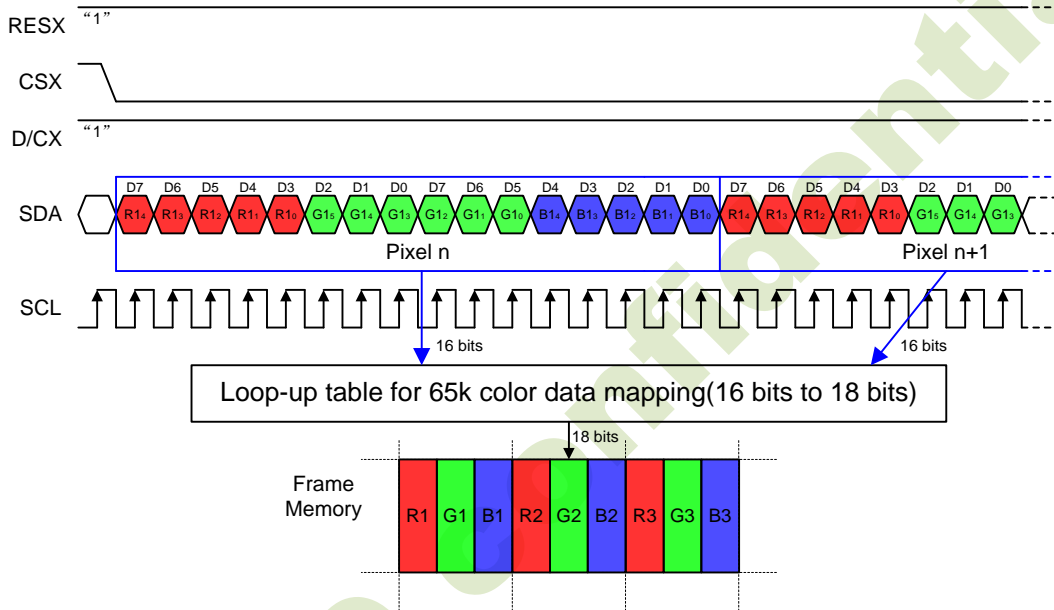 RESX "1"
CSX
D/CX "1"
D7 D6 D5 D4 D3 D2 D1 D0 D7 D6 D5 D4 D3 D2 D1 D0 D7 D6 D5 D4 D3 D2 D1 D0
SDA R14 R13 R12 R11 R10 G15 G14 G13 G12 G11 G10 B14 B13 B12 B11 B10 R14 R13 R12 R11 R10 G15 G14 G13
Pixel n Pixel n+1
SCL
16 bits 16 bits
Loop-up table for 65k color data mapping(16 bits to 18 bits)
18 bits
Frame
Memory
R1 G1 B1 R2 G2 B2 R3 G3 B3
confidenti